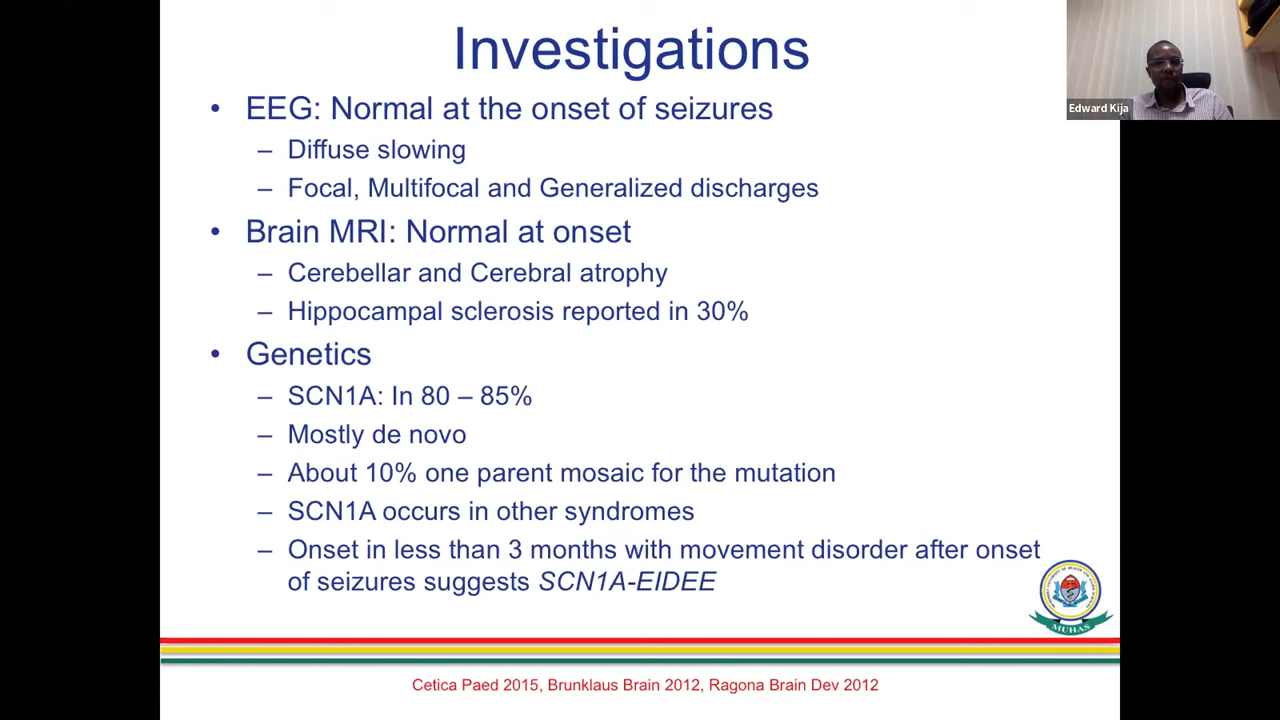 Investigations
• EEG: Normal at the onset of seizures
– Diffuse slowing
– Focal, Multifocal and Generalized discharges
• Brain MRI: Normal at onset
– Cerebellar and Cerebral atrophy
– Hippocampal sclerosis reported in 30%
• Genetics
– SCN1A: In 80 – 85%
– Mostly de novo
– About 10% one parent mosaic for the mutation
– SCN1A occurs in other syndromes
– Onset in less than 3 months with movement disorder after onset
of seizures suggests SCN1A-EIDEE
MUHAS
Cetica Paed 2015, Brunklaus Brain 2012, Ragona Brain Dev 2012
Edward Kija